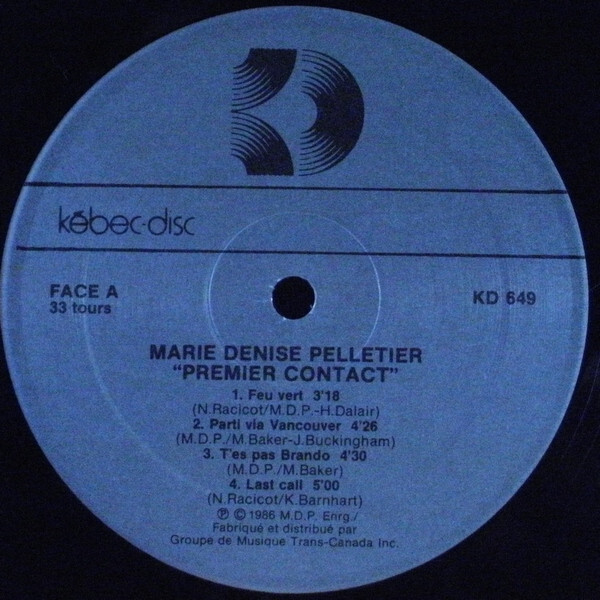 kébec-disc
FACE A
33 tours
KD 649
MARIE DENISE PELLETIER
"PREMIER CONTACT"
1. Feu vert 3'18
(N.Racicot/M.D.P.-H.Dalair)
2. Parti via Vancouver 4'26
(M.D.P./M.Baker-J.Buckingham)
3. T'es pas Brando 4'30
(M.D.P./M.Baker)
4. Last call 5'00
(N.Racicot/K.Barnhart)
℗ © 1986 M.D.P. Enrg./
Fabriqué et distribué par
Groupe de Musique Trans-Canada Inc.